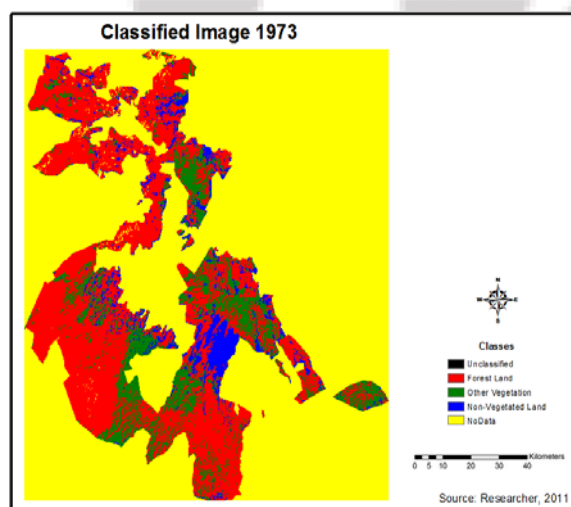 Classified Image 1973
N
W E
S
Classes
Unclassified
Forest Land
Other Vegetation
Non-Vegetated Land
NoData
Kilometers
0 5 10 20 30 40
Source: Researcher, 2011